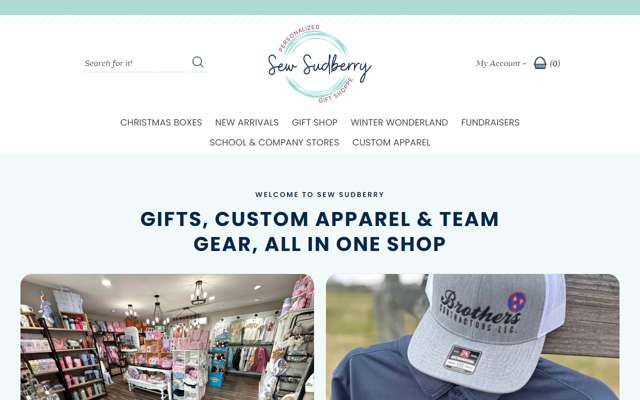 PERSONALIZED
Search for it!
Sew Sudberry
My Account
(0)
GIFT SHOPPE
CHRISTMAS BOXES NEW ARRIVALS GIFT SHOP WINTER WONDERLAND FUNDRAISERS
SCHOOL & COMPANY STORES CUSTOM APPAREL
WELCOME TO SEW SUDBERRY
GIFTS, CUSTOM APPAREL & TEAM
GEAR, ALL IN ONE SHOP
Brothers
CONTRACTORS LLC.